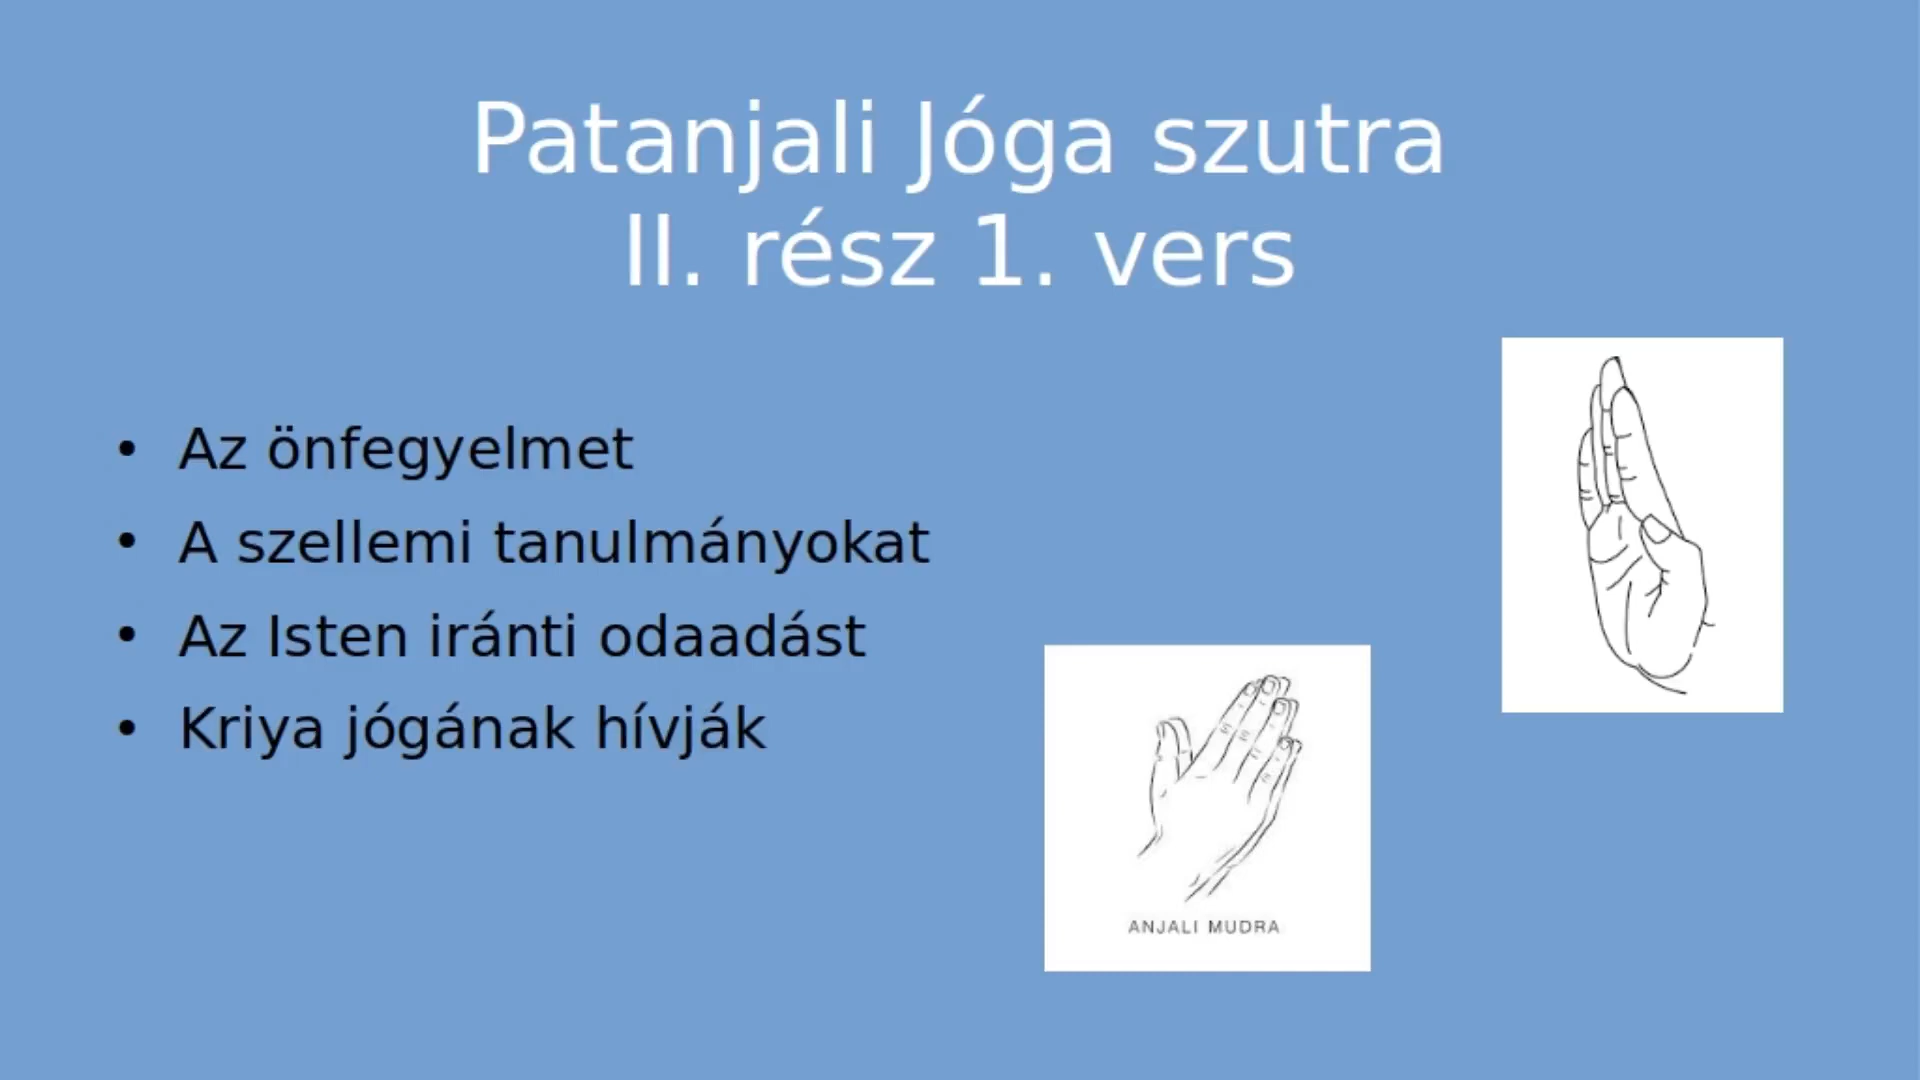 Patanjali Jóga szutra
II. rész 1. vers
• Az önfegyelmet
• A szellemi tanulmányokat
• Az Isten iránti odaadást
• Kriya jógának hívják
ANJALI MUDRA